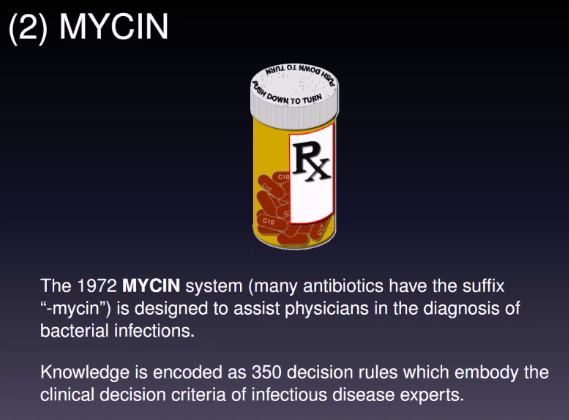 (2) MYCIN
PUSH DOWN TO TURN
PUSH DOWN TO TURN
Rx
C10
C10
C10
The 1972 MYCIN system (many antibiotics have the suffix
“-mycin”) is designed to assist physicians in the diagnosis of
bacterial infections.
Knowledge is encoded as 350 decision rules which embody the
clinical decision criteria of infectious disease experts.